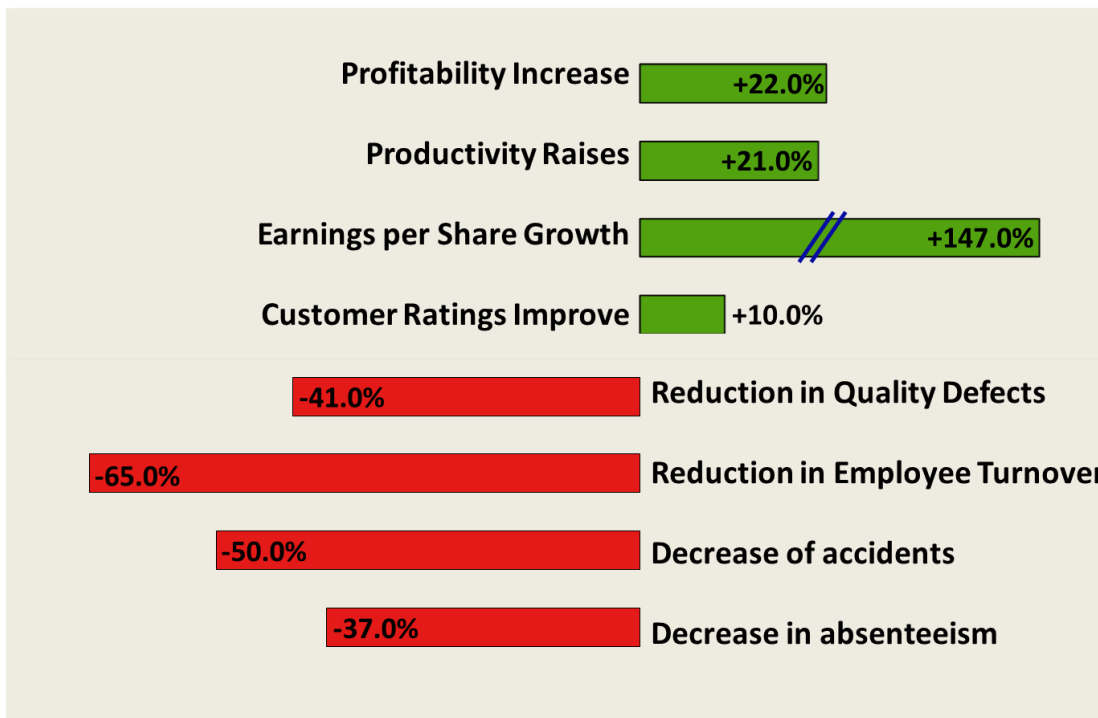 Profitability Increase +22.0%
Productivity Raises +21.0%
Earnings per Share Growth +147.0%
Customer Ratings Improve +10.0%
-41.0% Reduction in Quality Defects
-65.0% Reduction in Employee Turnover
-50.0% Decrease of accidents
-37.0% Decrease in absenteeism